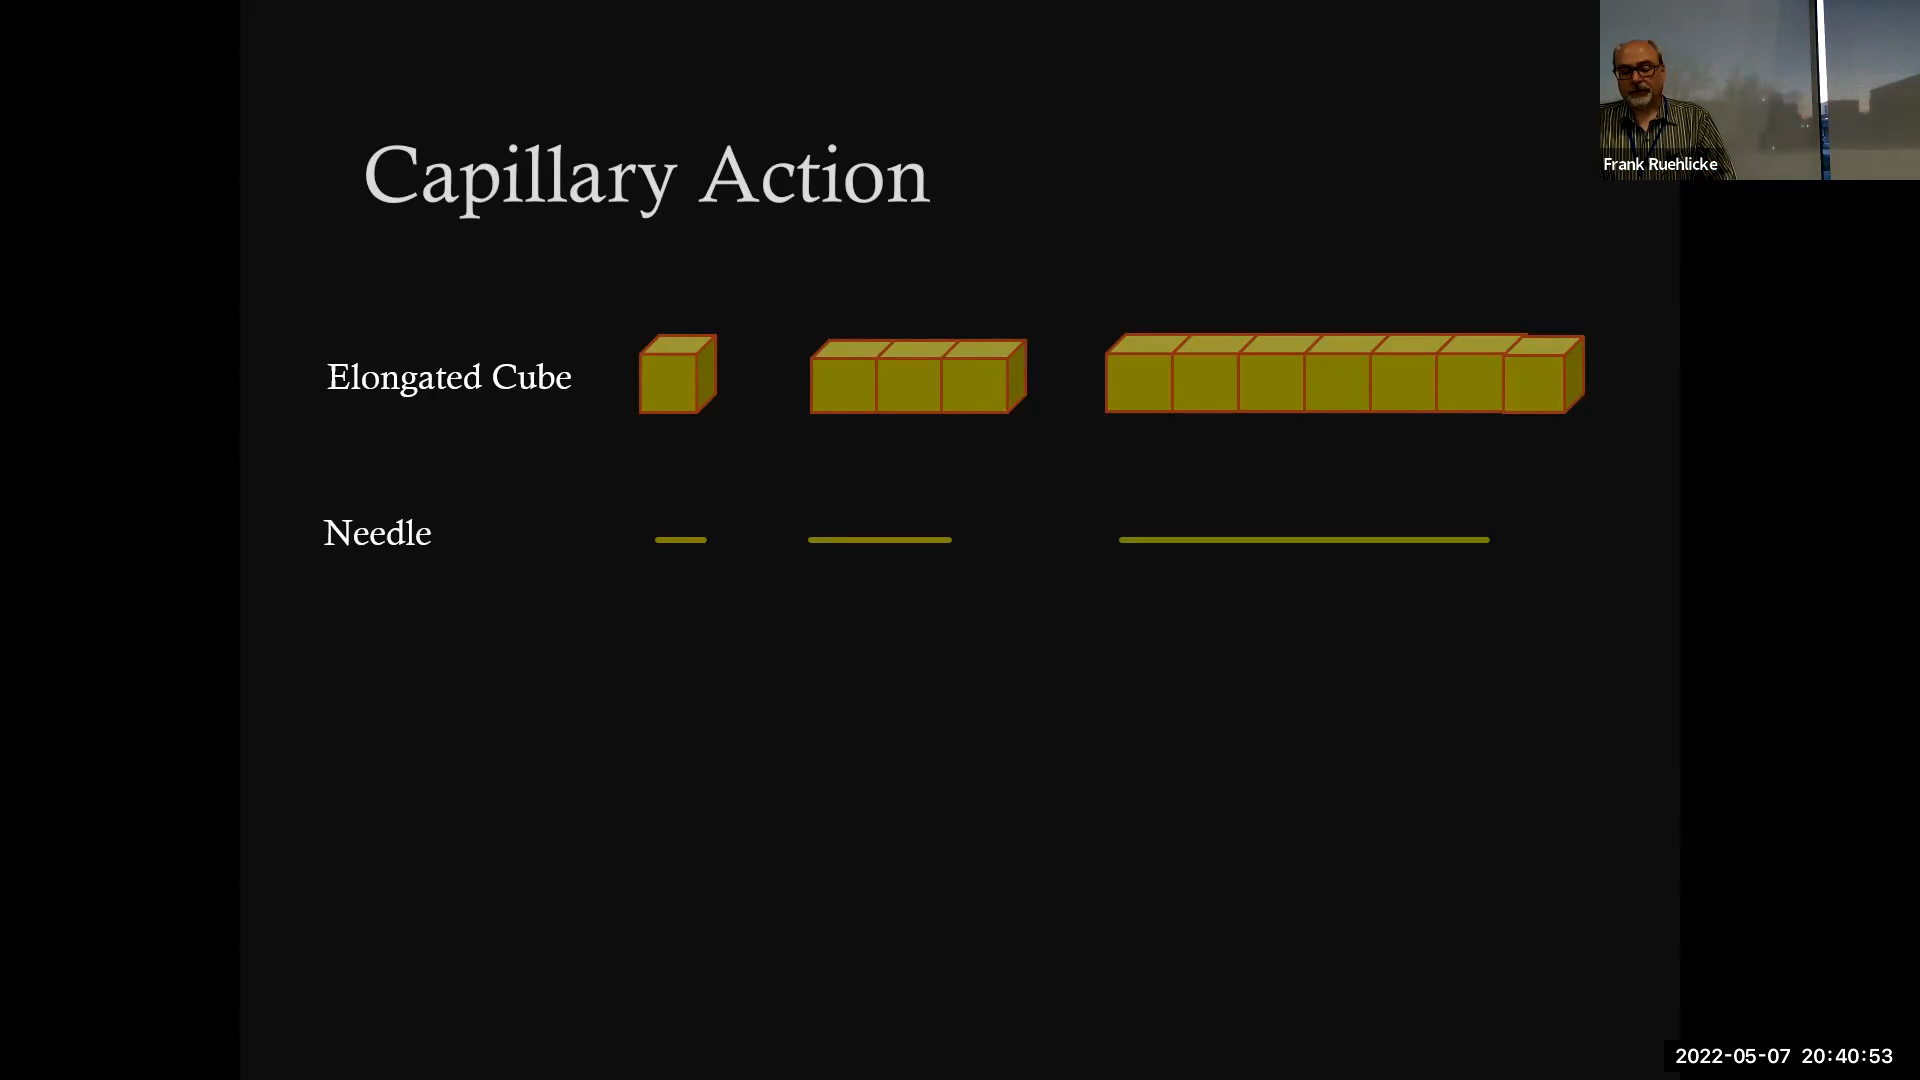 Frank Ruehlicke
Capillary Action
Elongated Cube
Needle
2022-05-07 20:40:53